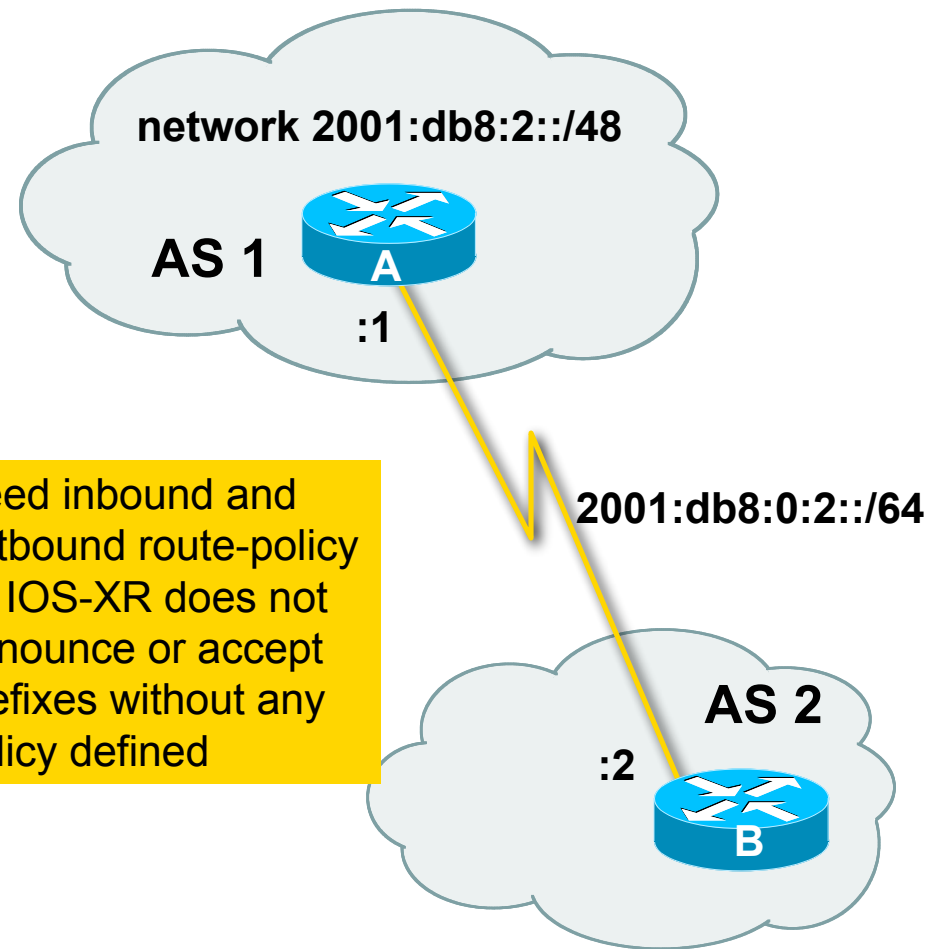 network 2001:db8:2::/48
AS 1
A
:1
eed inbound and
tbound route-policy
IOS-XR does not
nounce or accept
efixes without any
licy defined
2001:db8:0:2::/64
AS 2
:2
B